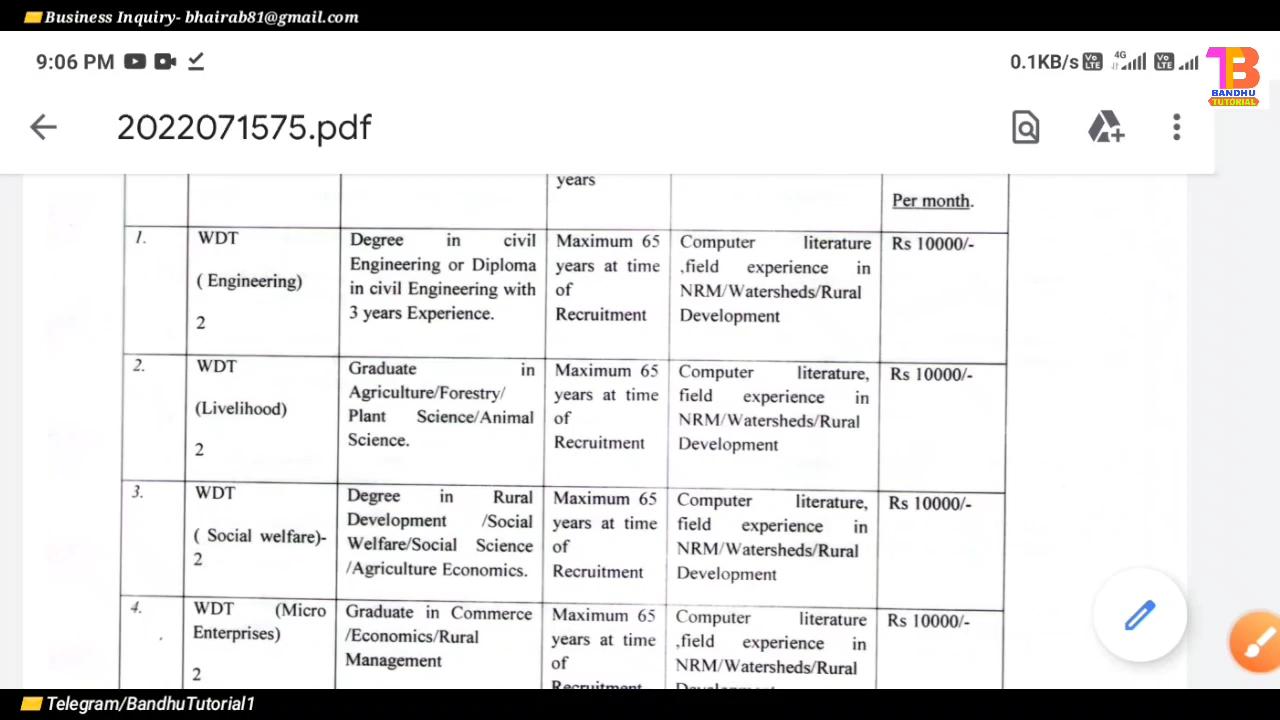 Business Inquiry- bhairab81@gmail.com
9:06 PM
0.1KB/s Vo LTE 4G Vo LTE
TB
BANDHU
TUTORIAL
2022071575.pdf
years
Per month.
1.
WDT
( Engineering)
2
Degree in civil
Engineering or Diploma
in civil Engineering with
3 years Experience.
Maximum 65
years at time
of
Recruitment
Computer literature
,field experience in
NRM/Watersheds/Rural
Development
Rs 10000/-
2.
WDT
(Livelihood)
2
Graduate in
Agriculture/Forestry/
Plant Science/Animal
Science.
Maximum 65
years at time
of
Recruitment
Computer literature,
field experience in
NRM/Watersheds/Rural
Development
Rs 10000/-
3.
WDT
( Social welfare)-
2
Degree in Rural
Development /Social
Welfare/Social Science
/Agriculture Economics.
Maximum 65
years at time
of
Recruitment
Computer literature,
field experience in
NRM/Watersheds/Rural
Development
Rs 10000/-
4.
WDT (Micro
Enterprises)
2
Graduate in Commerce
/Economics/Rural
Management
Maximum 65
years at time
of
Recruitment
Computer literature
,field experience in
NRM/Watersheds/Rural
Rs 10000/-
Telegram/BandhuTutorial1